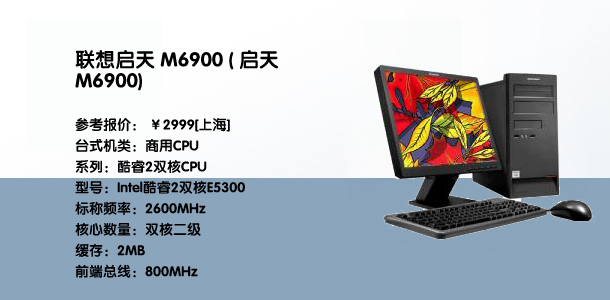 联想启天 M6900 ( 启天
M6900)
参考报价：￥2999[上海]
台式机类：商用CPU
系列：酷睿2双核CPU
型号：Intel酷睿2双核E5300
标称频率：2600MHz
核心数量：双核二级
缓存：2MB
前端总线：800MHz